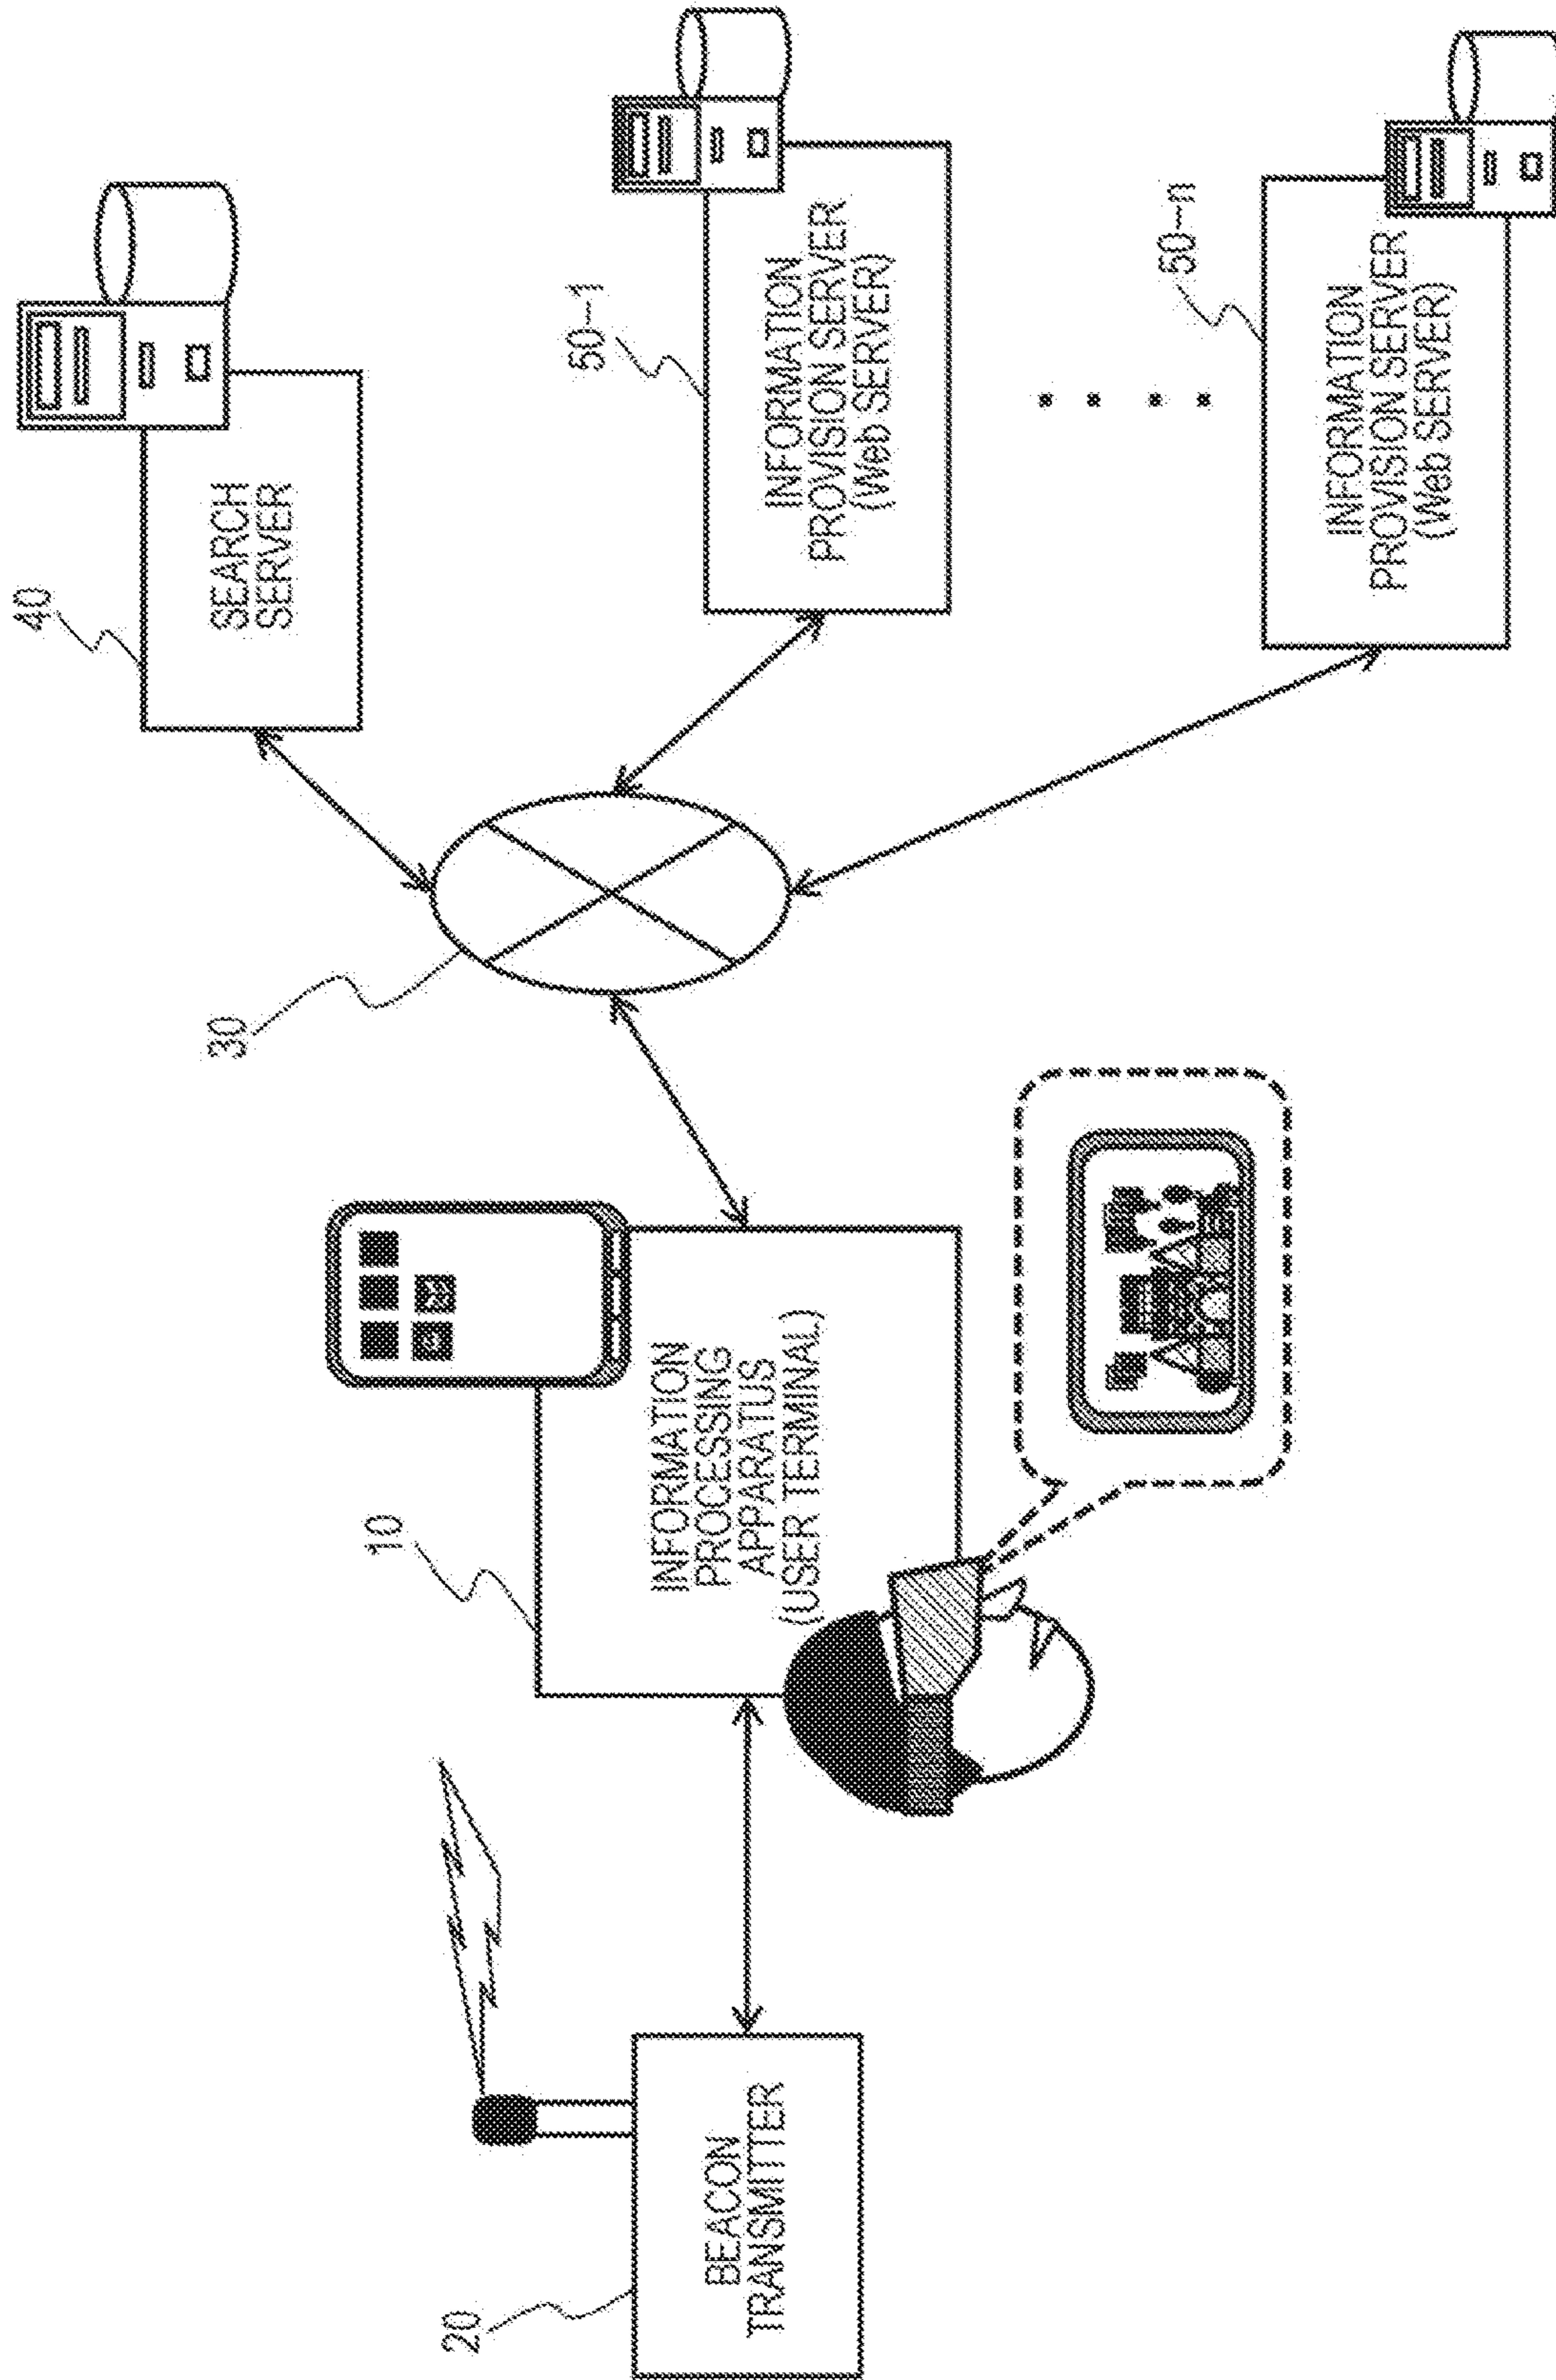 20
BEACON
TRANSMITTER
10
INFORMATION
PROCESSING
APPARATUS
(USER TERMINAL)
30
40
SEARCH
SERVER
50-1
INFORMATION
PROVISION SERVER
(Web SERVER)
50-n
INFORMATION
PROVISION SERVER
(Web SERVER)